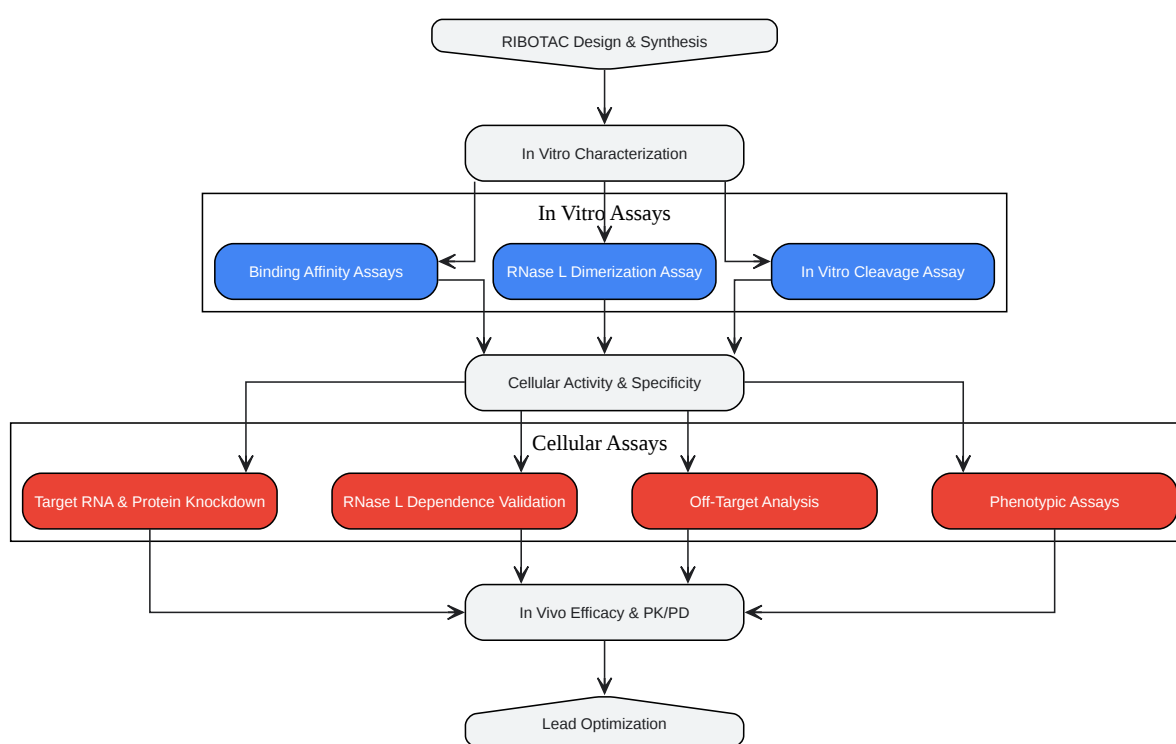 RIBOTAC Design & Synthesis
In Vitro Characterization
In Vitro Assays
Binding Affinity Assays
RNase L Dimerization Assay
In Vitro Cleavage Assay
Cellular Activity & Specificity
Cellular Assays
Target RNA & Protein Knockdown
RNase L Dependence Validation
Off-Target Analysis
Phenotypic Assays
In Vivo Efficacy & PK/PD
Lead Optimization